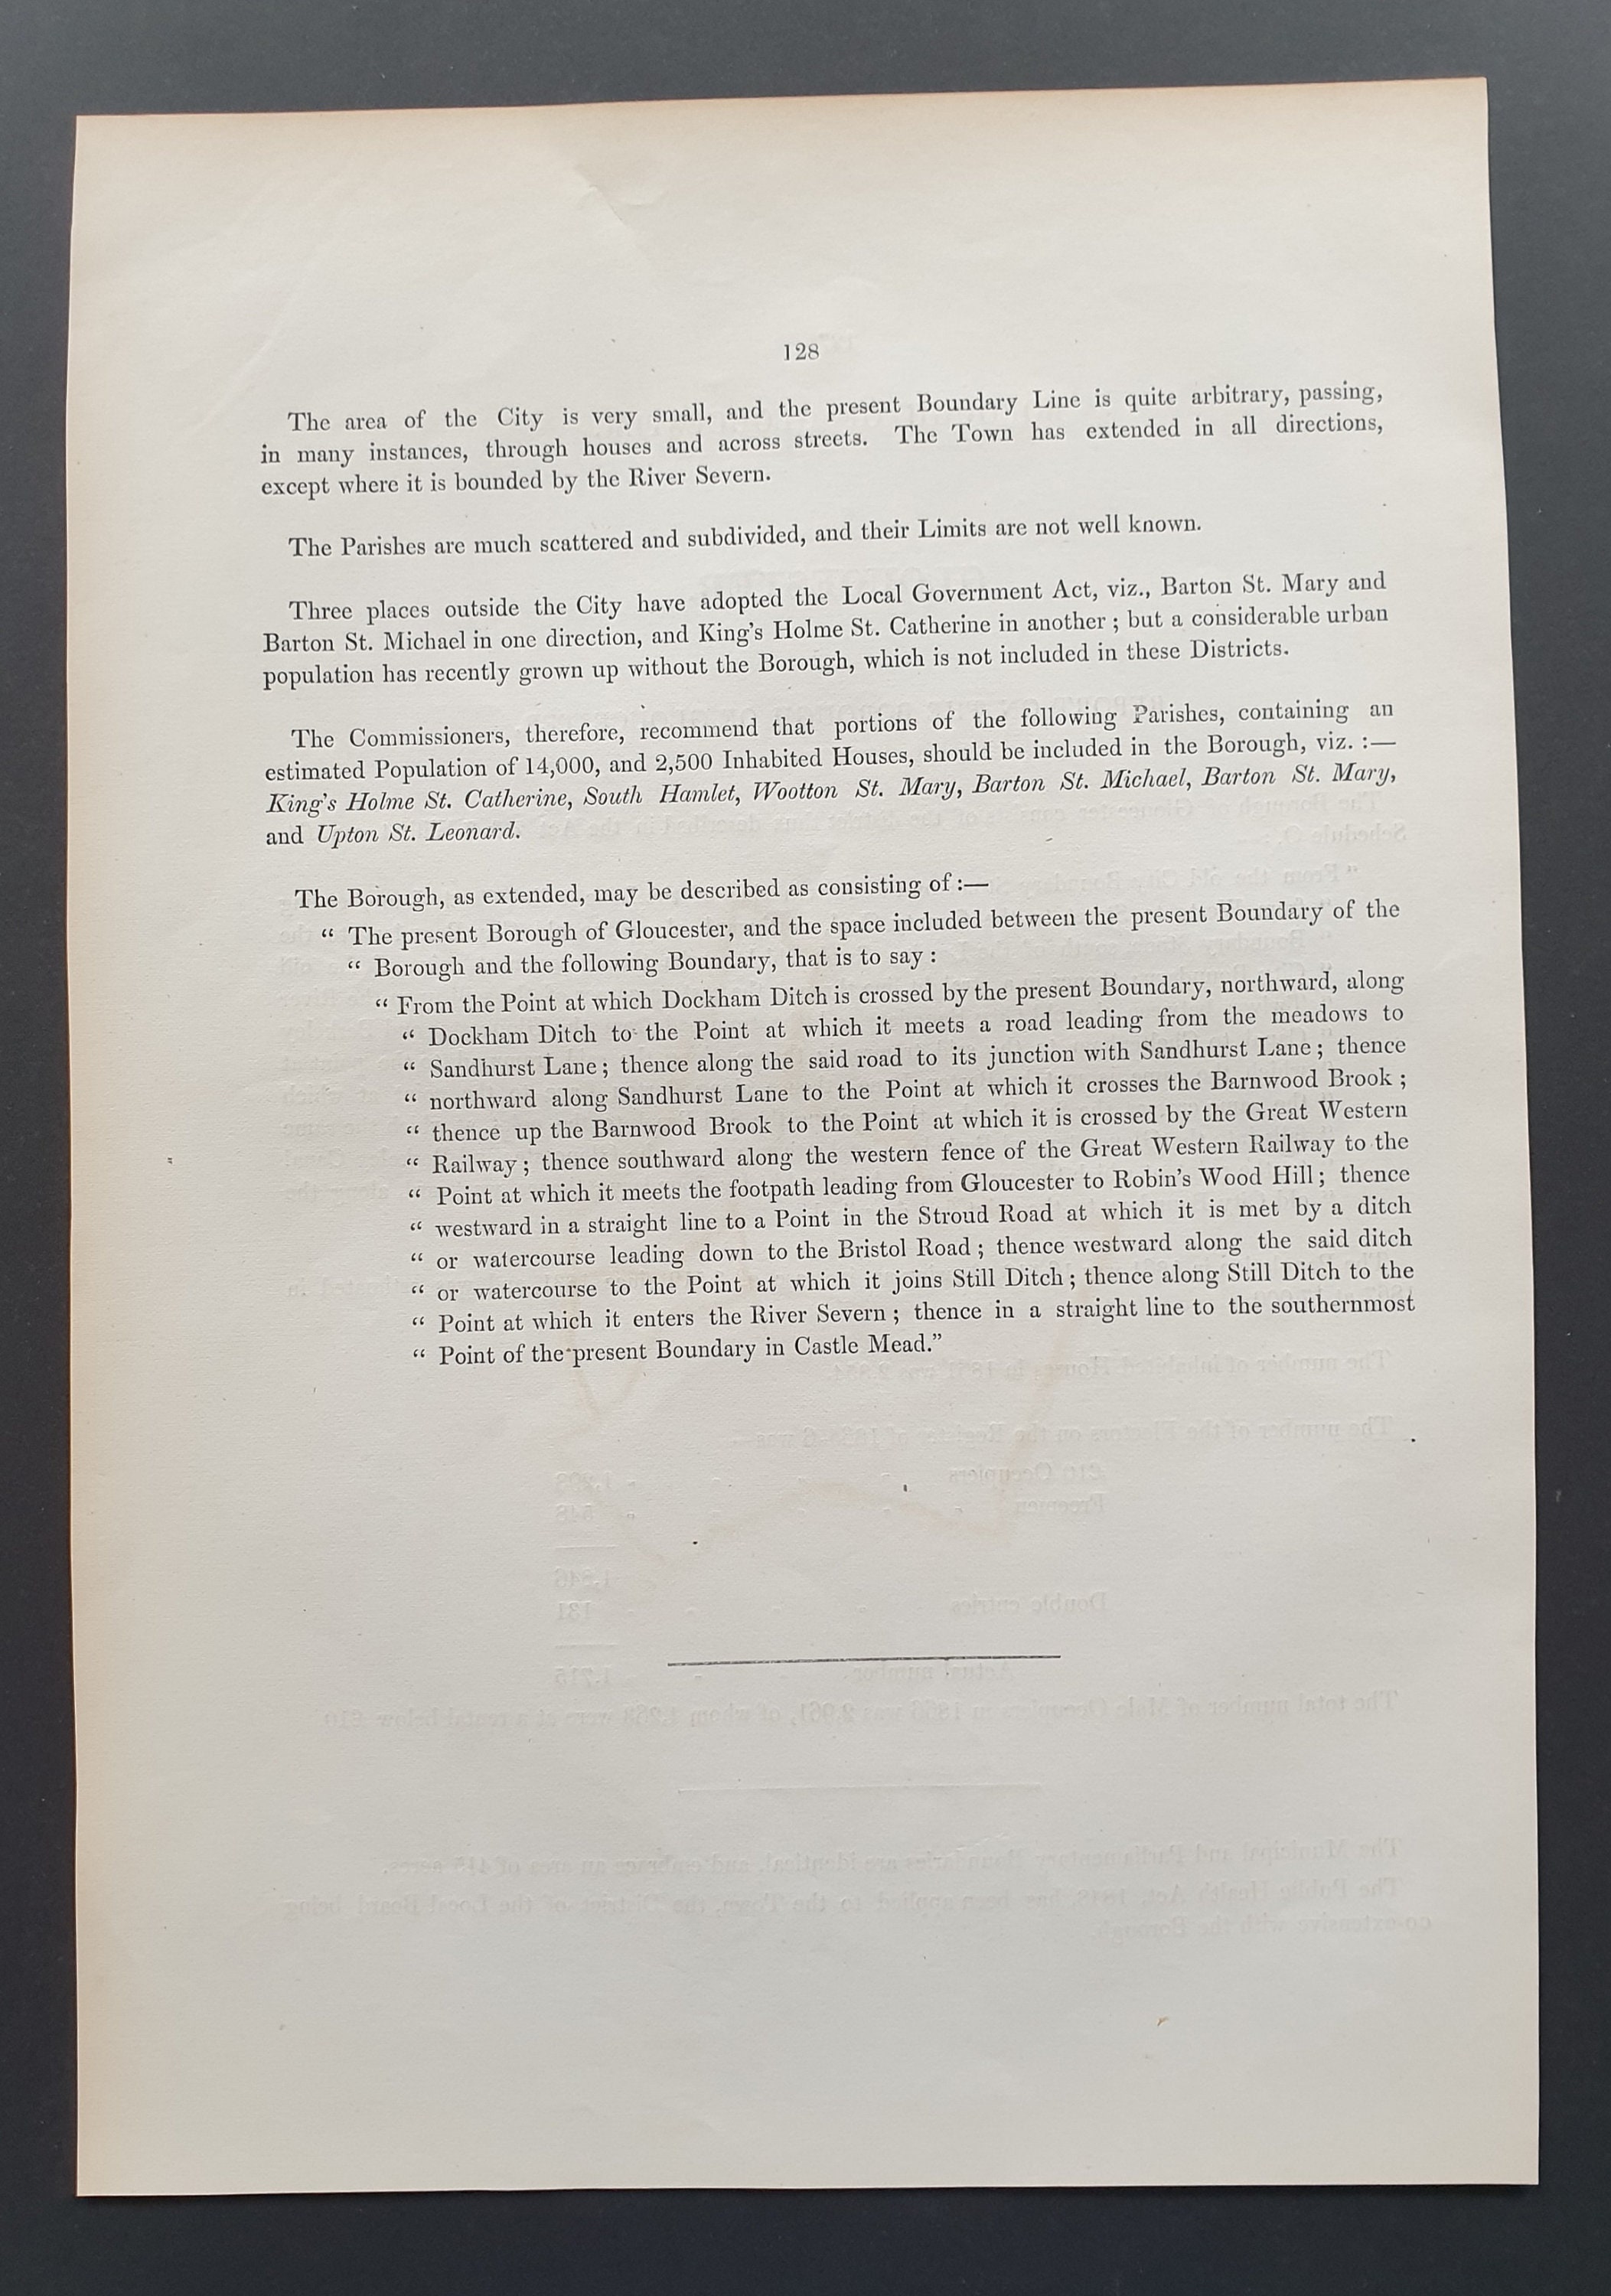 128
The area of the City is very small, and the present Boundary Line is quite arbitrary, passing,
in many instances, through houses and across streets. The Town has extended in all directions,
except where it is bounded by the River Severn.
The Parishes are much scattered and subdivided, and their Limits are not well known.
Three places outside the City have adopted the Local Government Act, viz., Barton St. Mary and
Barton St. Michael in one direction, and King's Holme St. Catherine in another; but a considerable urban
population has recently grown up without the Borough, which is not included in these Districts.
The Commissioners, therefore, recommend that portions of the following Parishes, containing an
estimated Population of 14,000, and 2,500 Inhabited Houses, should be included in the Borough, viz. :—
King's Holme St. Catherine, South Hamlet, Wootton St. Mary, Barton St. Michael, Barton St. Mary,
and Upton St. Leonard.
The Borough, as extended, may be described as consisting of :—
“ The present Borough of Gloucester, and the space included between the present Boundary of the
“ Borough and the following Boundary, that is to say :
“ From the Point at which Dockham Ditch is crossed by the present Boundary, northward, along
“ Dockham Ditch to the Point at which it meets a road leading from the meadows to
“ Sandhurst Lane; thence along the said road to its junction with Sandhurst Lane; thence
“ northward along Sandhurst Lane to the Point at which it crosses the Barnwood Brook ;
“ thence up the Barnwood Brook to the Point at which it is crossed by the Great Western
“ Railway; thence southward along the western fence of the Great Western Railway to the
“ Point at which it meets the footpath leading from Gloucester to Robin's Wood Hill; thence
“ westward in a straight line to a Point in the Stroud Road at which it is met by a ditch
“ or watercourse leading down to the Bristol Road ; thence westward along the said ditch
“ or watercourse to the Point at which it joins Still Ditch; thence along Still Ditch to the
“ Point at which it enters the River Severn ; thence in a straight line to the southernmost
“ Point of the present Boundary in Castle Mead.”